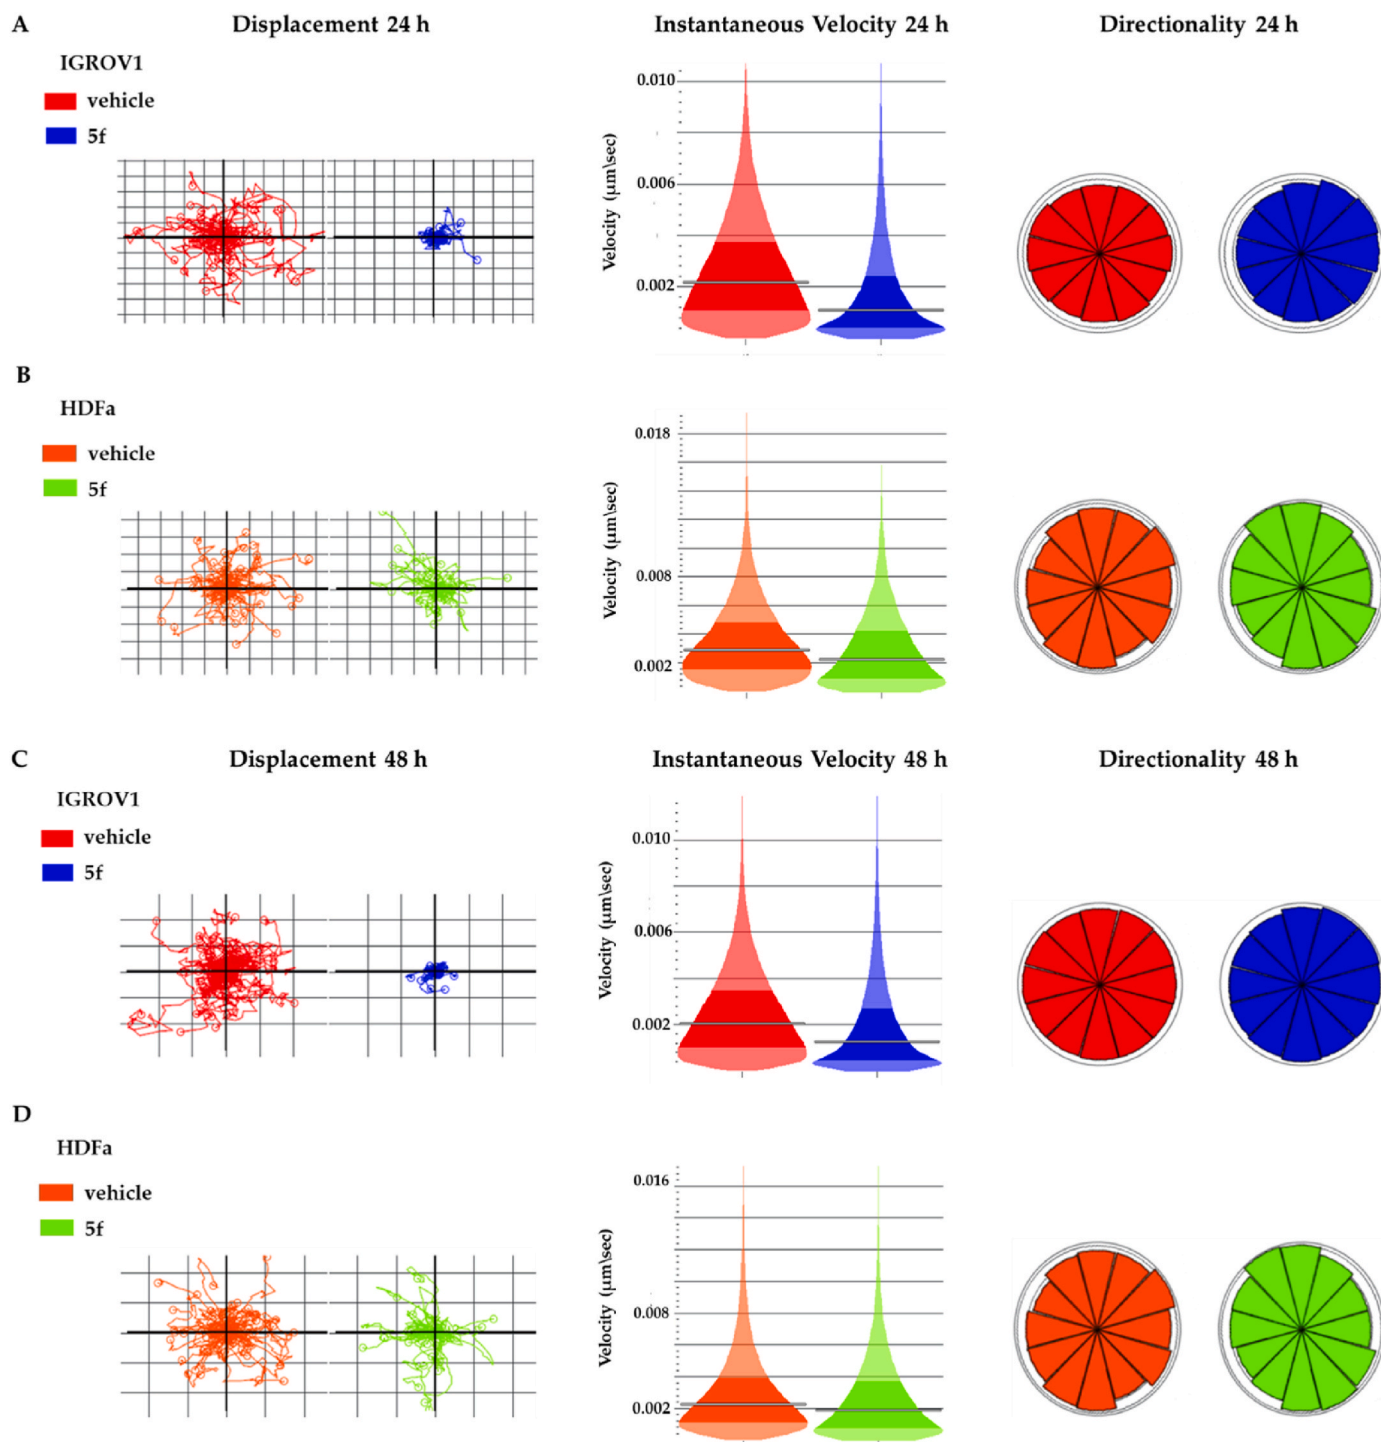 A Displacement 24 h Instantaneous Velocity 24 h Directionality 24 h
IGROV1
vehicle
5f
Velocity (μm\sec)
0.010
0.006
0.002
B
HDFa
vehicle
5f
Velocity (μm\sec)
0.018
0.008
0.002
C Displacement 48 h Instantaneous Velocity 48 h Directionality 48 h
IGROV1
vehicle
5f
Velocity (μm\sec)
0.010
0.006
0.002
D
HDFa
vehicle
5f
Velocity (μm\sec)
0.016
0.008
0.002